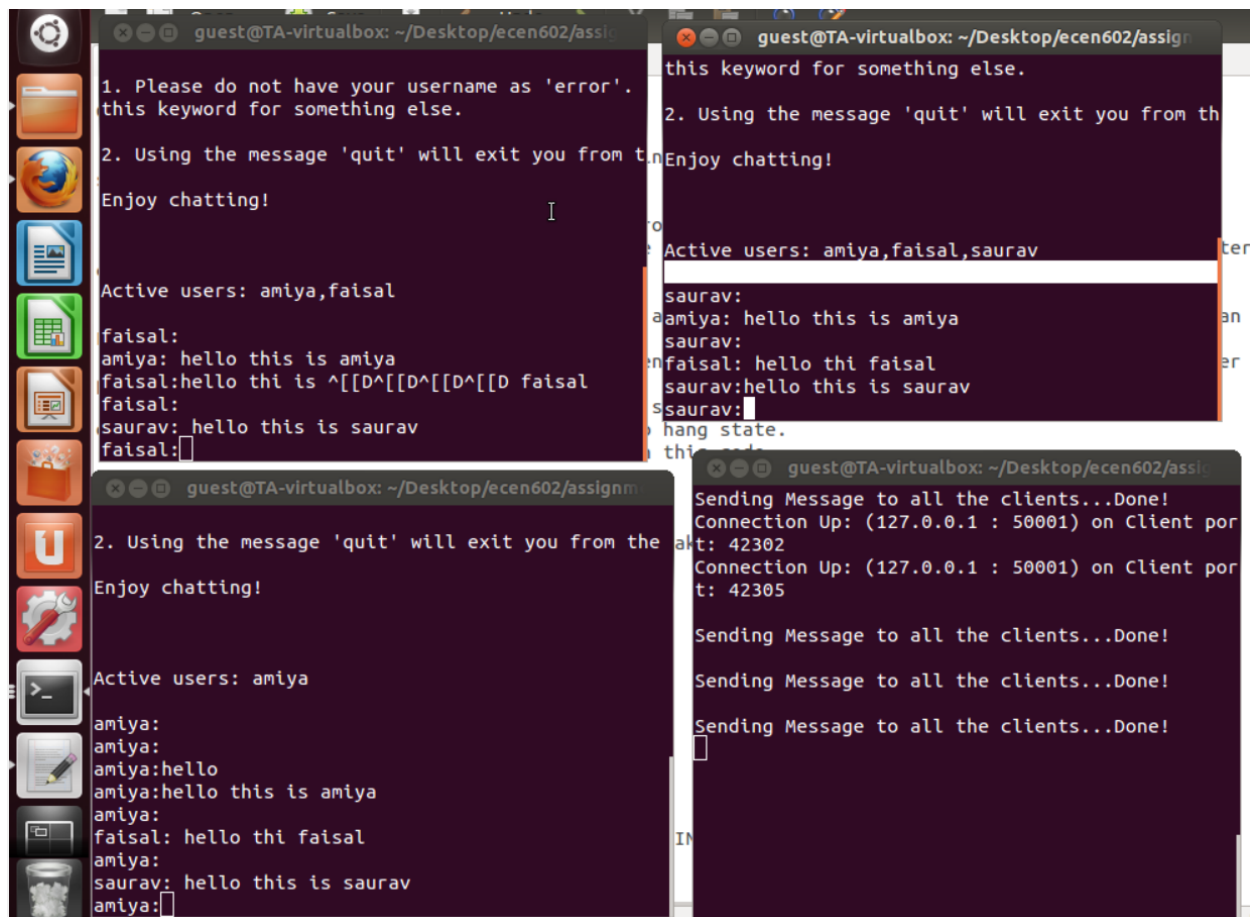 guest@TA-virtualbox: ~/Desktop/ecen602/assig
1. Please do not have your username as 'error'.
this keyword for something else.
2. Using the message 'quit' will exit you from t
Enjoy chatting!
Active users: amiya,faisal
faisal:
amiya: hello this is amiya
faisal:hello thi is ^[[D^[[D^[[D^[[D faisal
faisal:
saurav: hello this is saurav
faisal:
guest@TA-virtualbox: ~/Desktop/ecen602/assign
this keyword for something else.
2. Using the message 'quit' will exit you from th
Enjoy chatting!
Active users: amiya,faisal,saurav
saurav:
amiya: hello this is amiya
saurav:
faisal: hello thi faisal
saurav:hello this is saurav
saurav:
hang state.
guest@TA-virtualbox: ~/Desktop/ecen602/assignm
2. Using the message 'quit' will exit you from the
Enjoy chatting!
Active users: amiya
amiya:
amiya:
amiya:hello
amiya:hello this is amiya
amiya:
faisal: hello thi faisal
amiya:
saurav: hello this is saurav
amiya:
guest@TA-virtualbox: ~/Desktop/ecen602/assig
Sending Message to all the clients...Done!
Connection Up: (127.0.0.1 : 50001) on Client por
t: 42302
Connection Up: (127.0.0.1 : 50001) on Client por
t: 42305
Sending Message to all the clients...Done!
Sending Message to all the clients...Done!
Sending Message to all the clients...Done!